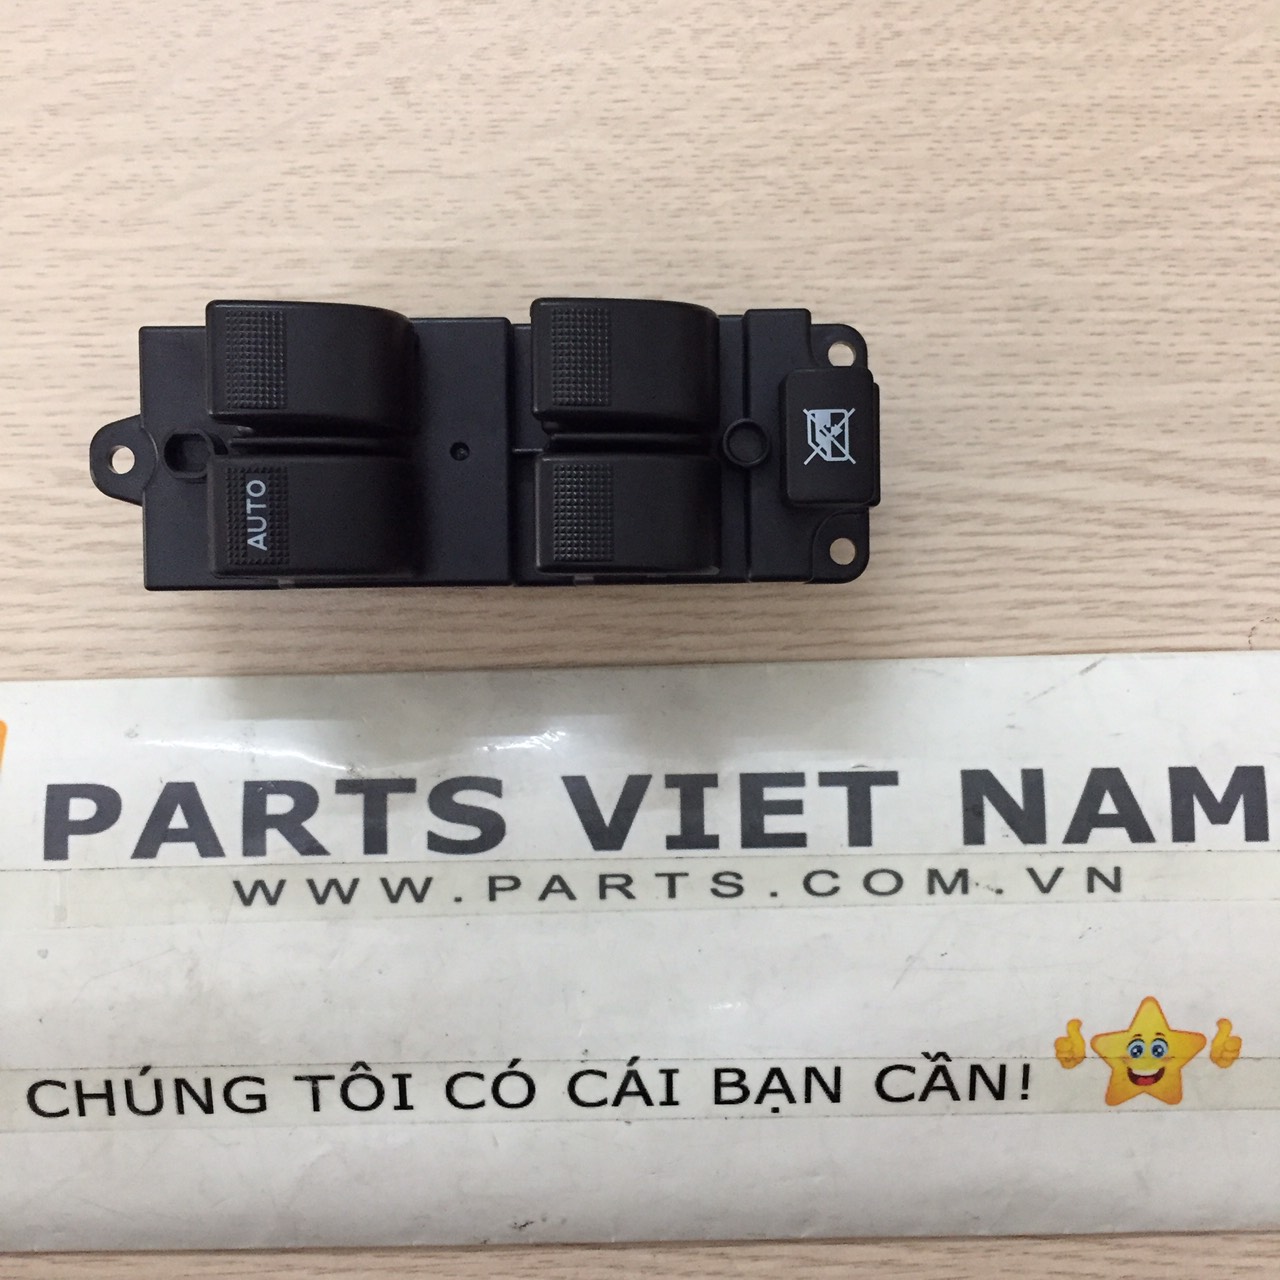 AUTO
PARTS VIET NAM
WWW.PARTS.COM.VN
CHÚNG TÔI CÓ CÁI BẠN CẦN!